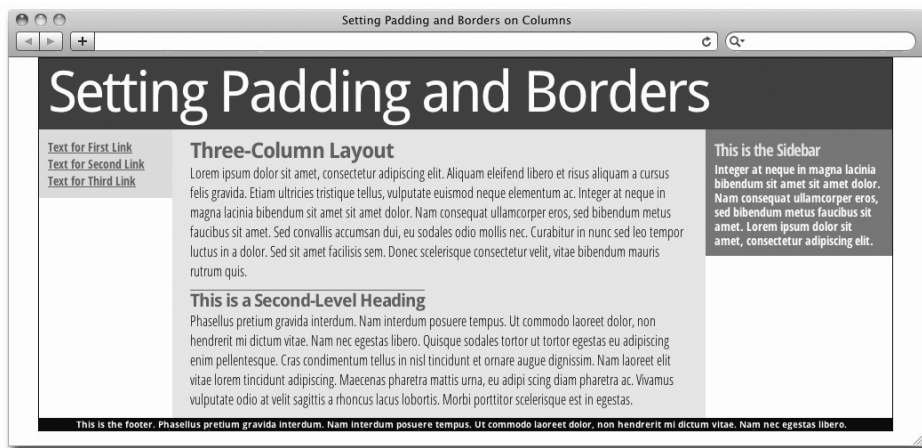 Setting Padding and Borders on Columns
Setting Padding and Borders
Text for First Link
Text for Second Link
Text for Third Link
Three-Column Layout
Lorem ipsum dolor sit amet, consectetur adipiscing elit. Aliquam eleifend libero et risus aliquam a cursus
felis gravida. Etiam ultricies tristique tellus, vulputate euismod neque elementum ac. Integer at neque in
magna lacinia bibendum sit amet sit amet dolor. Nam consequat ullamcorper eros, sed bibendum metus
faucibus sit amet. Sed convallis accumsan dui, eu sodales odio mollis nec. Curabitur in nunc sed leo tempor
luctus in a dolor. Sed sit amet facilisis sem. Donec scelerisque consectetur velit, vitae bibendum mauris
rutrum quis.
This is a Second-Level Heading
Phasellus pretium gravida interdum. Nam interdum posuere tempus. Ut commodo laoreet dolor, non
hendrerit mi dictum vitae. Nam nec egestas libero. Quisque sodales tortor ut tortor egestas eu adipiscing
enim pellentesque. Cras condimentum tellus in nisl tincidunt et ornare augue dignissim. Nam laoreet elit
vitae lorem tincidunt adipiscing. Maecenas pharetra mattis urna, eu adipi scing diam pharetra ac. Vivamus
vulputate odio at velit sagittis a rhoncus lacus lobortis. Morbi porttitor scelerisque est in egestas.
This is the Sidebar
Integer at neque in magna lacinia
bibendum sit amet sit amet dolor.
Nam consequat ullamcorper eros,
sed bibendum metus faucibus sit
amet. Lorem ipsum dolor sit
amet, consectetur adipiscing elit.
This is the footer. Phasellus pretium gravida interdum. Nam interdum posuere tempus. Ut commodo laoreet dolor, non hendrerit mi dictum vitae. Nam nec egestas libero.